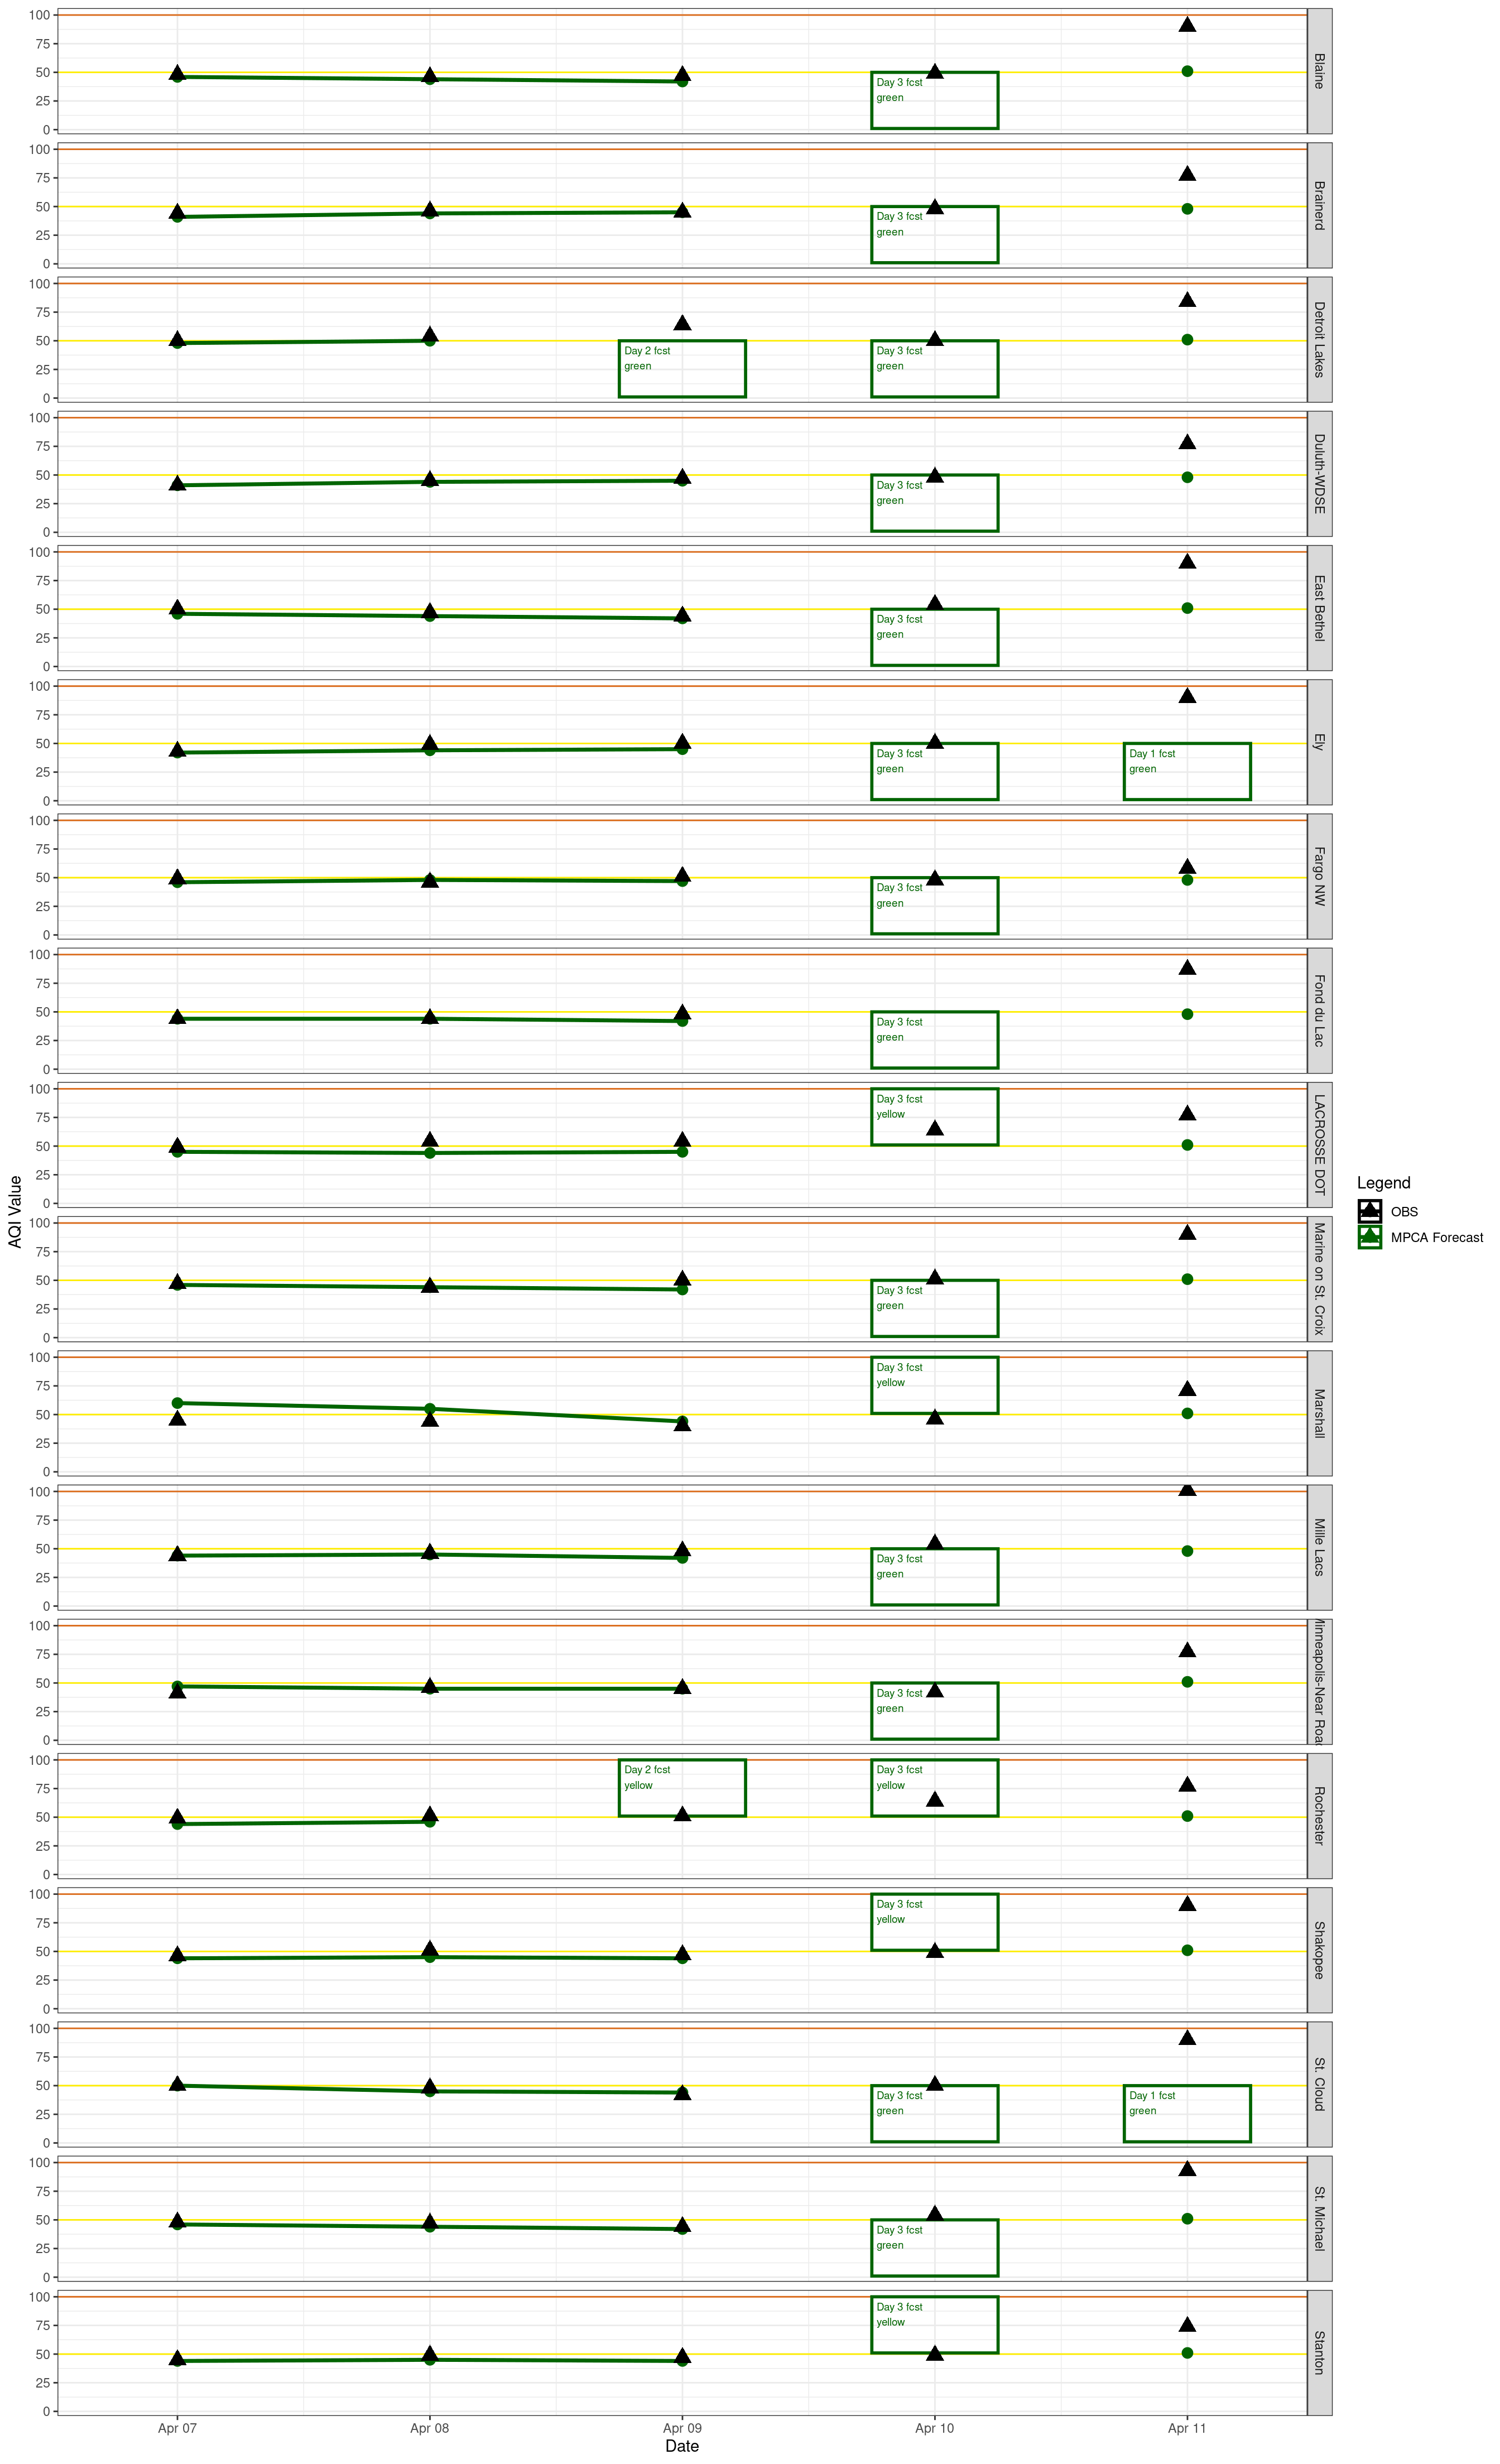 100
75
50
25
0
Day 3 fcst
green
Blaine
100
75
50
25
0
Day 3 fcst
green
Brainerd
100
75
50
25
0
Day 2 fcst
green
Day 3 fcst
green
Detroit Lakes
100
75
50
25
0
Day 3 fcst
green
Duluth-WDSE
100
75
50
25
0
Day 3 fcst
green
East Bethel
100
75
50
25
0
Day 3 fcst
green
Day 1 fcst
green
Ely
100
75
50
25
0
Day 3 fcst
green
Fargo NW
100
75
50
25
0
Day 3 fcst
green
Fond du Lac
100
75
50
25
0
Day 3 fcst
yellow
LACROSSE DOT
100
75
50
25
0
Day 3 fcst
green
Marine on St. Croix
100
75
50
25
0
Day 3 fcst
yellow
Marshall
100
75
50
25
0
Day 3 fcst
green
Mille Lacs
100
75
50
25
0
Day 3 fcst
green
Minneapolis-Near Road
100
75
50
25
0
Day 2 fcst
yellow
Day 3 fcst
yellow
Rochester
100
75
50
25
0
Day 3 fcst
yellow
Shakopee
100
75
50
25
0
Day 3 fcst
green
Day 1 fcst
green
St. Cloud
100
75
50
25
0
Day 3 fcst
green
St. Michael
100
75
50
25
0
Day 3 fcst
yellow
Stanton
Apr 07
Apr 08
Apr 09
Apr 10
Apr 11
Date
AQI Value
Legend
OBS
MPCA Forecast